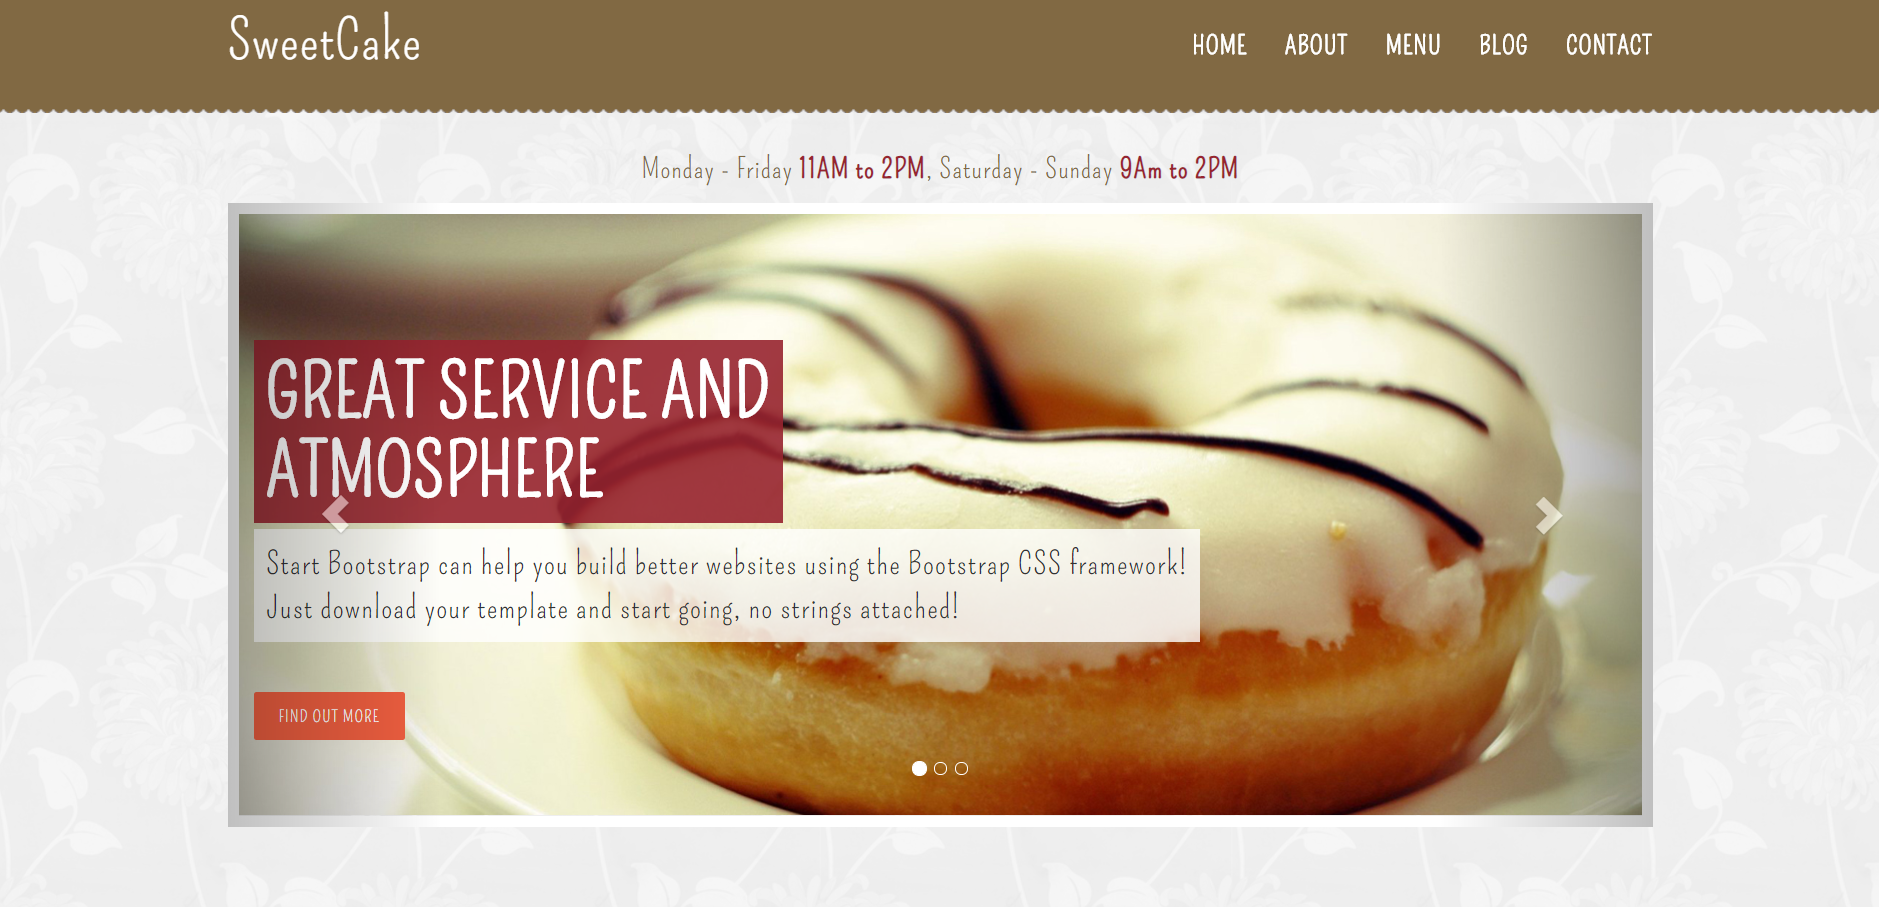 SweetCake
HOME ABOUT MENU BLOG CONTACT
Monday - Friday 11AM to 2PM, Saturday - Sunday 9Am to 2PM
GREAT SERVICE AND
ATMOSPHERE
Start Bootstrap can help you build better websites using the Bootstrap CSS framework!
Just download your template and start going, no strings attached!
FIND OUT MORE